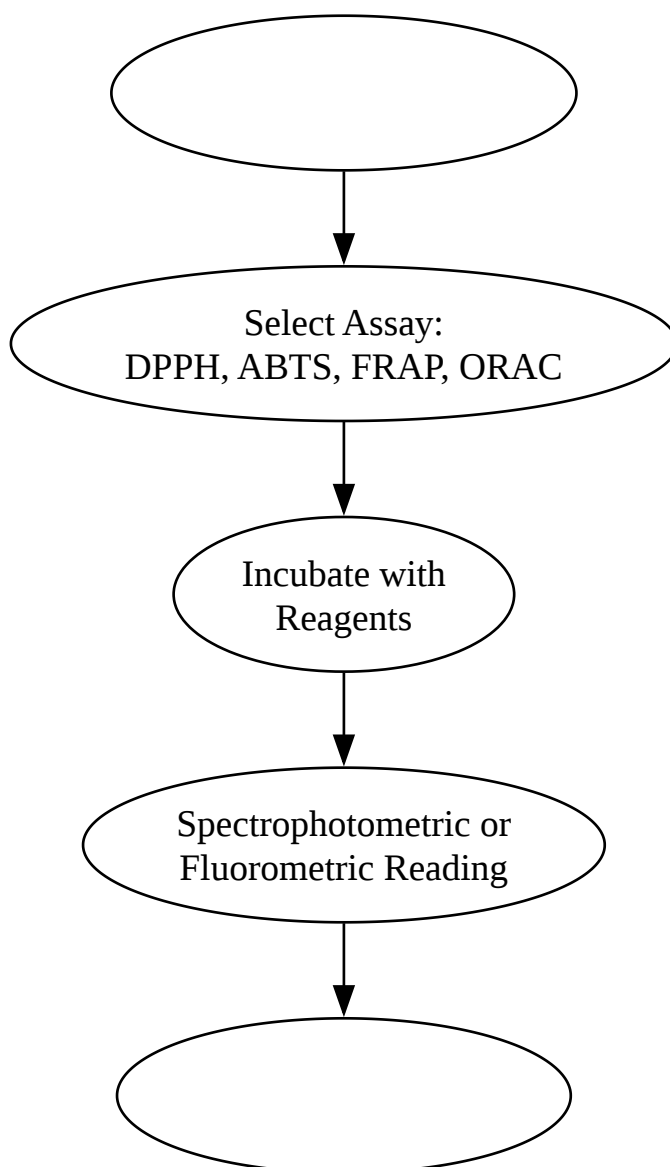 Select Assay:
DPPH, ABTS, FRAP, ORAC
Incubate with
Reagents
Spectrophotometric or
Fluorometric Reading